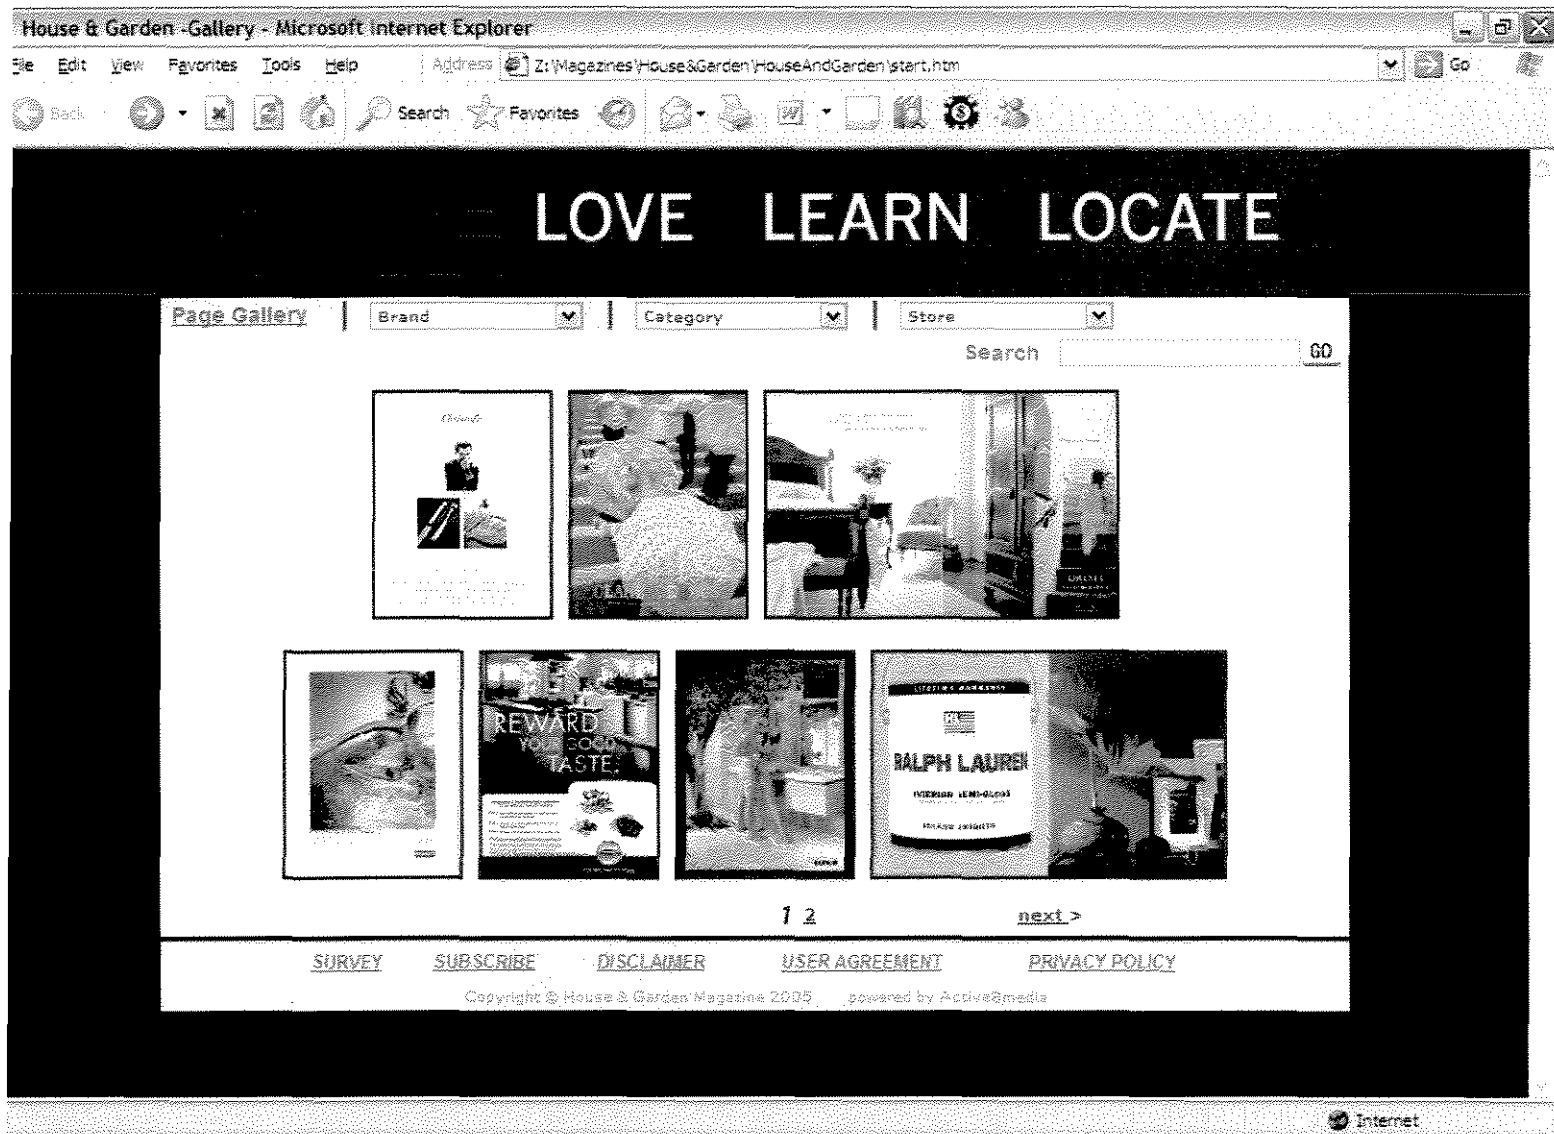 House & Garden -Gallery - Microsoft Internet Explorer
File Edit View Favorites Tools Help Address Z:\Magazines\House&Garden\HouseAndGarden\start.htm Go
Back Search Favorites
LOVE LEARN LOCATE
Page Gallery Brand Category Store
Search GO
REWARD
YOUR GOOD
TASTE.
RALPH LAUREN
INTERIOR SEMI-GLOSS
1 2 next >
SURVEY SUBSCRIBE DISCLAIMER USER AGREEMENT PRIVACY POLICY
Copyright © House & Garden Magazine 2005 powered by Active8media
Internet